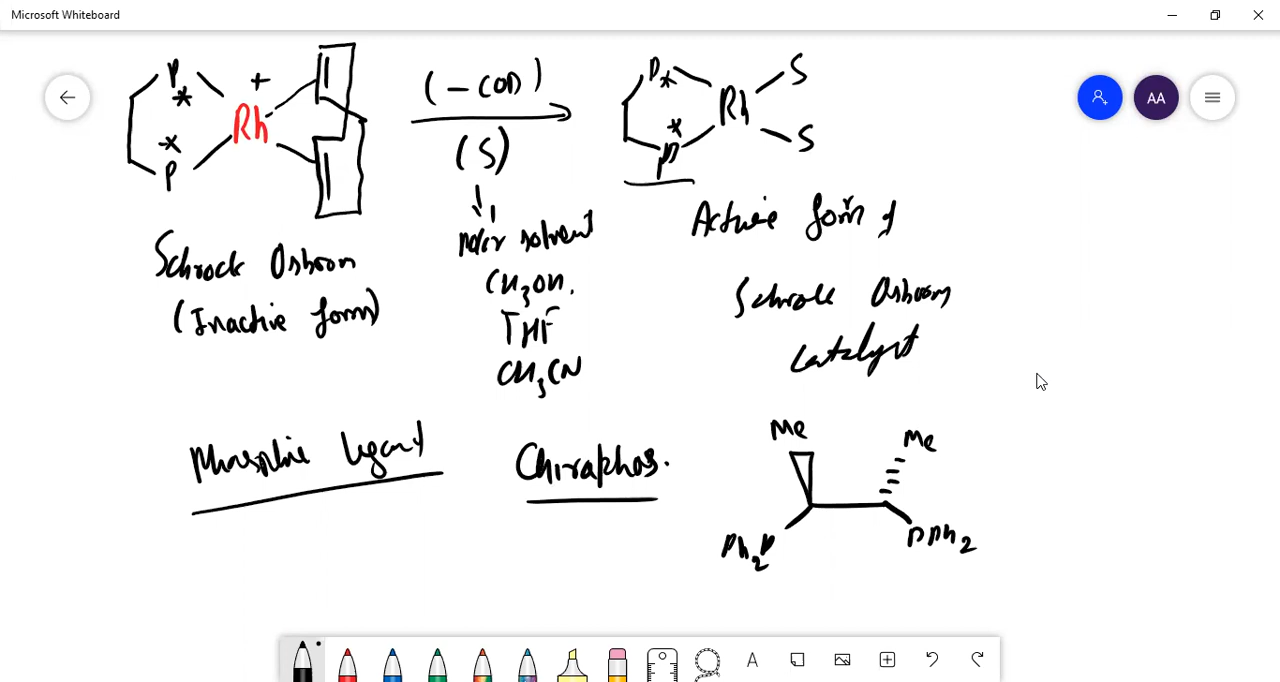 Microsoft Whiteboard
P * Rh + * P
(- COD)
(S)
P * Rh S
* P S
polar solvent
CH3OH.
THF
CH3CN
Schrock Osborn
(Inactive form)
Active form of
Schrock Osborn
Catalyst
AA
Phosphine ligand
Chiraphos.
Me Me
Ph2P PPh2
A